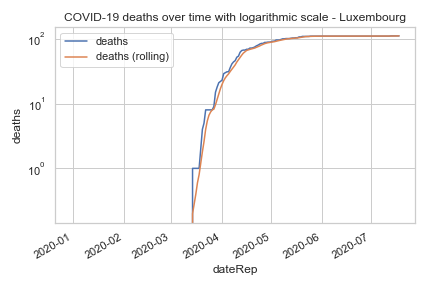 COVID-19 deaths over time with logarithmic scale - Luxembourg
deaths
deaths (rolling)
10²
10¹
10⁰
deaths
2020-01
2020-02
2020-03
2020-04
2020-05
2020-06
2020-07
dateRep